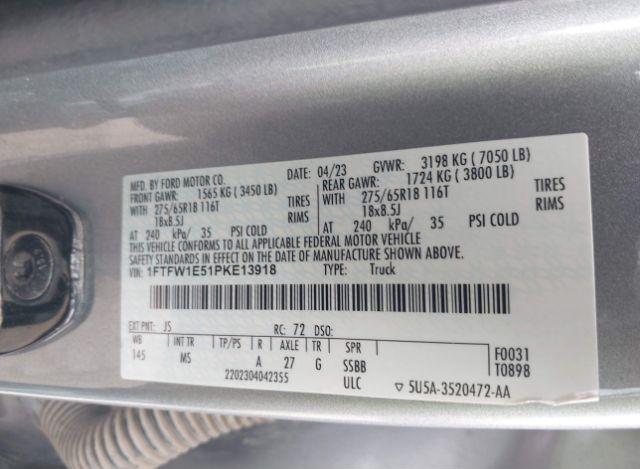 MFD. BY FORD MOTOR CO. DATE: 04/23 GVWR: 3198 KG ( 7050 LB)
FRONT GAWR: 1565 KG ( 3450 LB) REAR GAWR: 1724 KG ( 3800 LB)
WITH 275/65R18 116T TIRES WITH 275/65R18 116T TIRES
18x8.5J RIMS 18x8.5J RIMS
AT 240 kPa/ 35 PSI COLD AT 240 kPa/ 35 PSI COLD
THIS VEHICLE CONFORMS TO ALL APPLICABLE FEDERAL MOTOR VEHICLE
SAFETY STANDARDS IN EFFECT ON THE DATE OF MANUFACTURE SHOWN ABOVE.
VIN: 1FTFW1E51PKE13918 TYPE: Truck
EXT PNT: JS RC: 72 DSO:
WB INT TR TP/PS R AXLE TR SPR F0031
145 MS A 27 G SSBB T0898
2202304042355 ULC ▽ 5U5A-3520472-AA